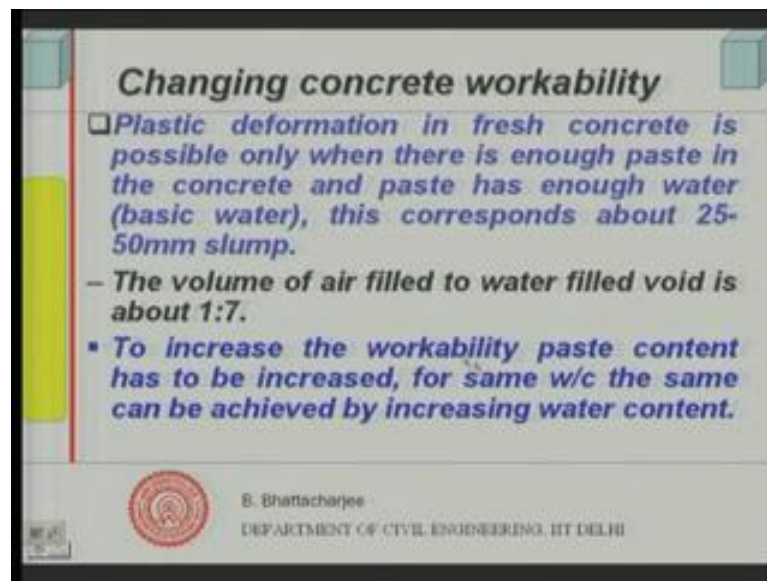 Changing concrete workability
❑Plastic deformation in fresh concrete is
possible only when there is enough paste in
the concrete and paste has enough water
(basic water), this corresponds about 25-
50mm slump.
– The volume of air filled to water filled void is
about 1:7.
▪ To increase the workability paste content
has to be increased, for same w/c the same
can be achieved by increasing water content.
B. Bhattacharjee
DEPARTMENT OF CIVIL ENGINEERING, IIT DELHI